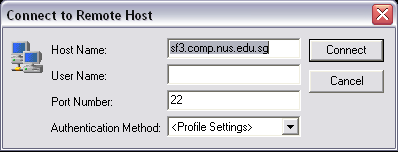 Connect to Remote Host
Host Name: sf3.comp.nus.edu.sg Connect
User Name: Cancel
Port Number: 22
Authentication Method: <Profile Settings>